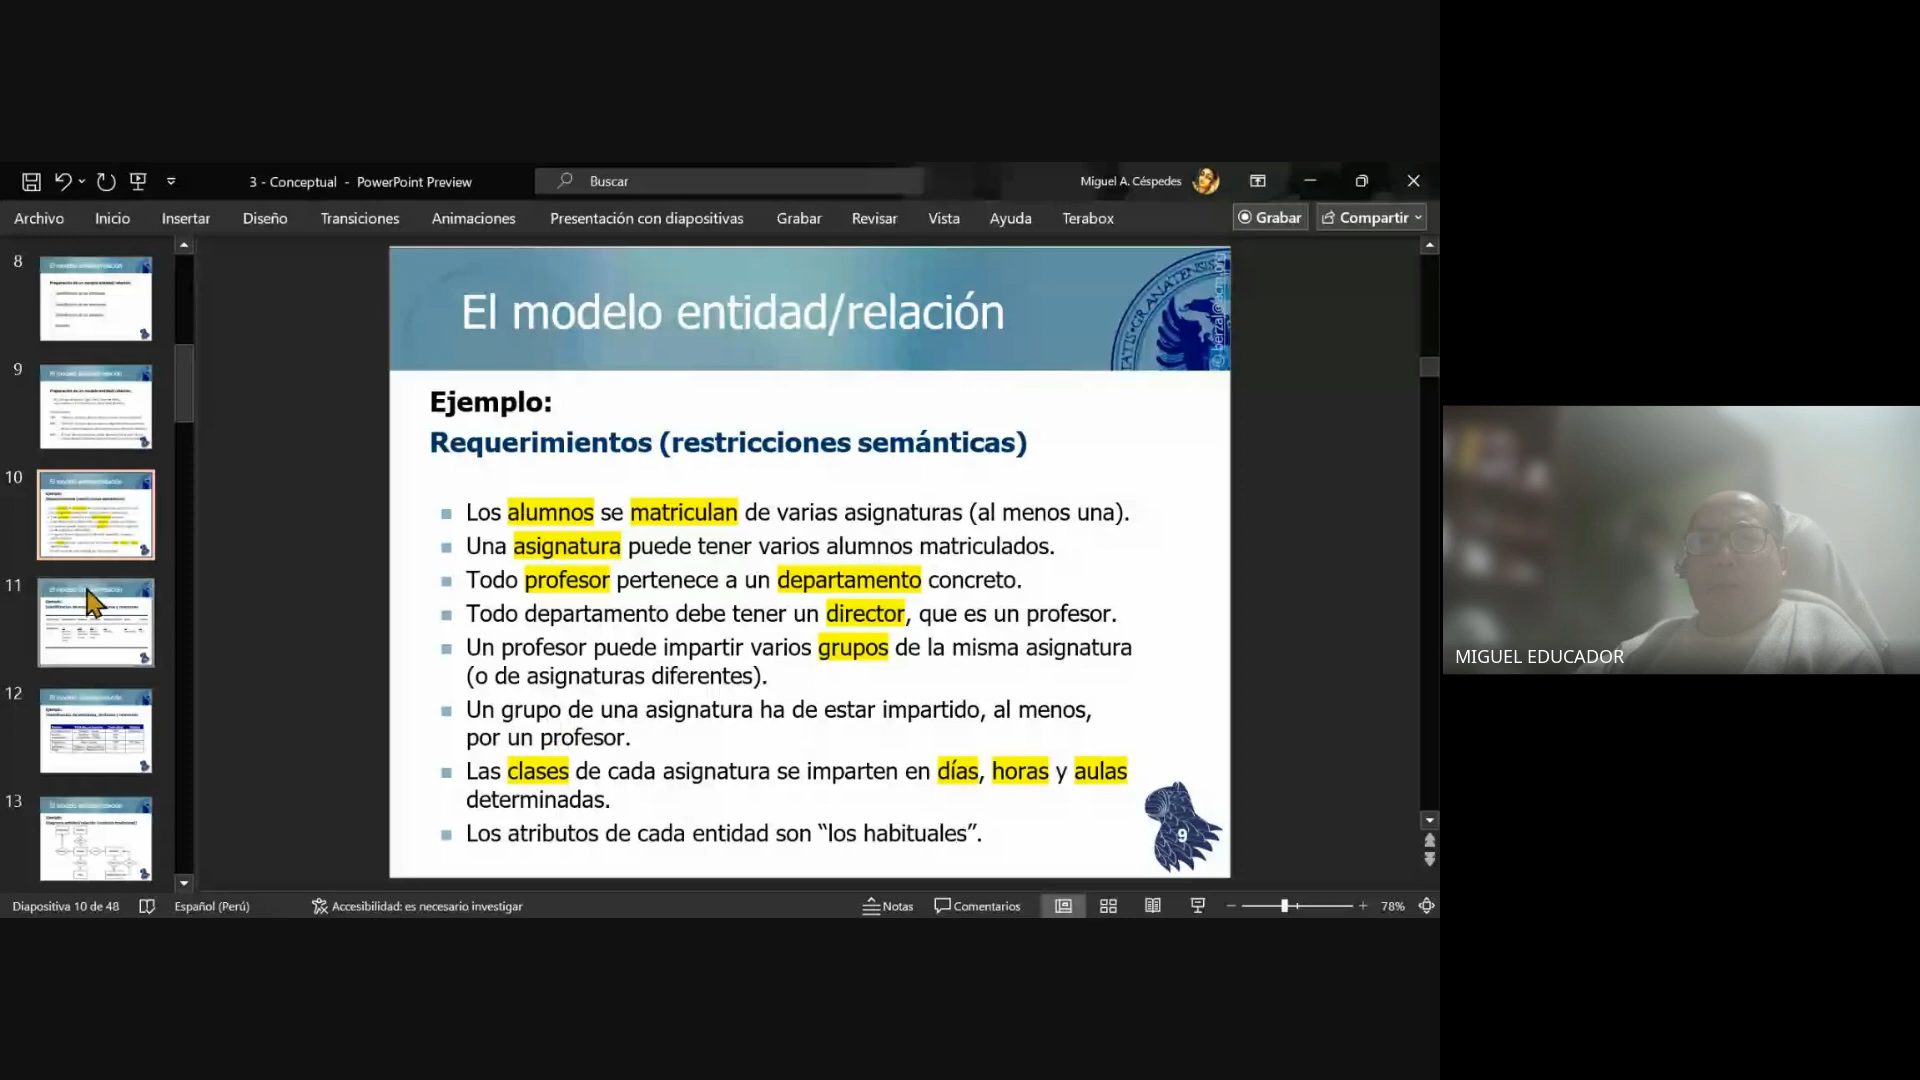 3 - Conceptual - PowerPoint Preview
Buscar
Miguel A. Céspedes
Archivo Inicio Insertar Diseño Transiciones Animaciones Presentación con diapositivas Grabar Revisar Vista Ayuda Terabox
Grabar Compartir
8
9
10
11
12
13
El modelo entidad/relación
Ejemplo:
Requerimientos (restricciones semánticas)
Los alumnos se matriculan de varias asignaturas (al menos una).
Una asignatura puede tener varios alumnos matriculados.
Todo profesor pertenece a un departamento concreto.
Todo departamento debe tener un director, que es un profesor.
Un profesor puede impartir varios grupos de la misma asignatura
(o de asignaturas diferentes).
Un grupo de una asignatura ha de estar impartido, al menos,
por un profesor.
Las clases de cada asignatura se imparten en días, horas y aulas
determinadas.
Los atributos de cada entidad son “los habituales”.
9
MIGUEL EDUCADOR
Diapositiva 10 de 48
Español (Perú)
Accesibilidad: es necesario investigar
Notas
Comentarios
78%